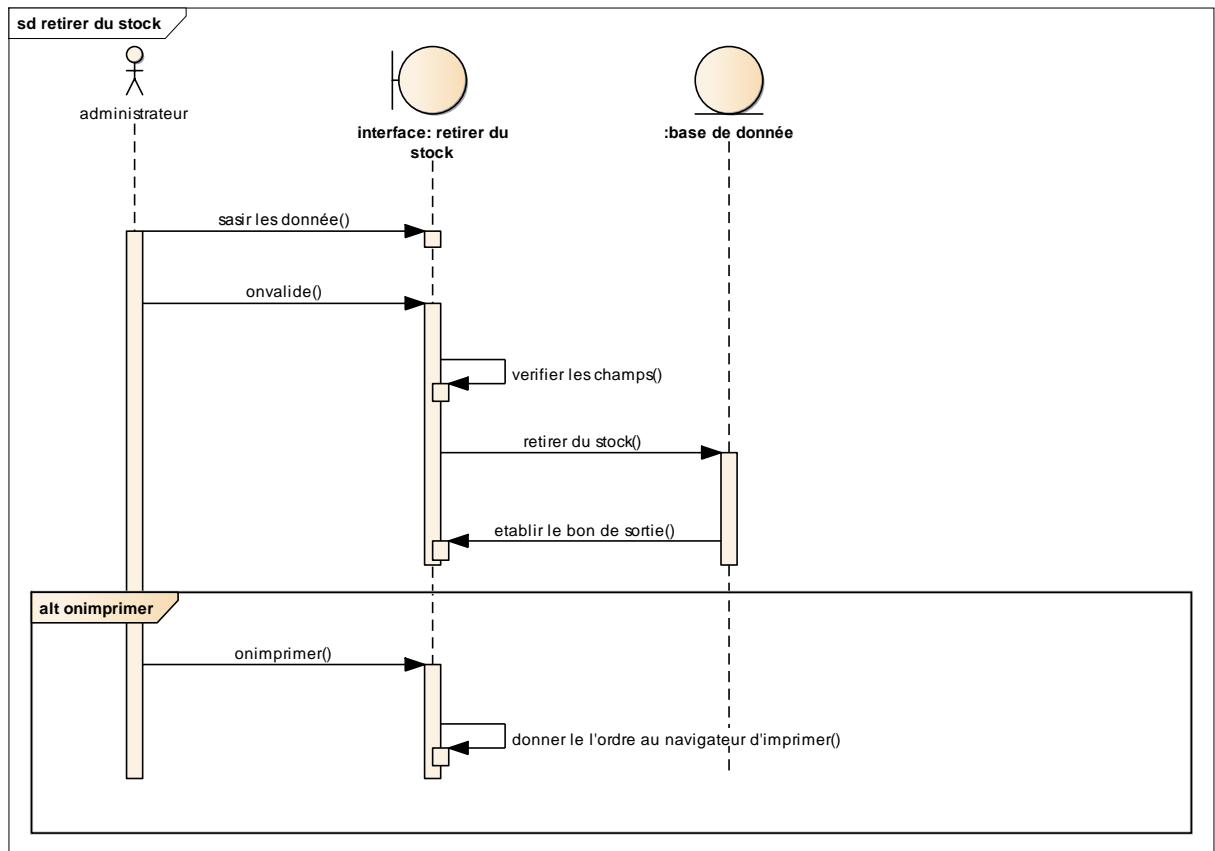 sd retirer du stock
administrateur
interface: retirer du
stock
:base de donnée
sasir les donnée()
onvalide()
verifier les champs()
retirer du stock()
etablir le bon de sortie()
alt onimprimer
onimprimer()
donner le l'ordre au navigateur d'imprimer()